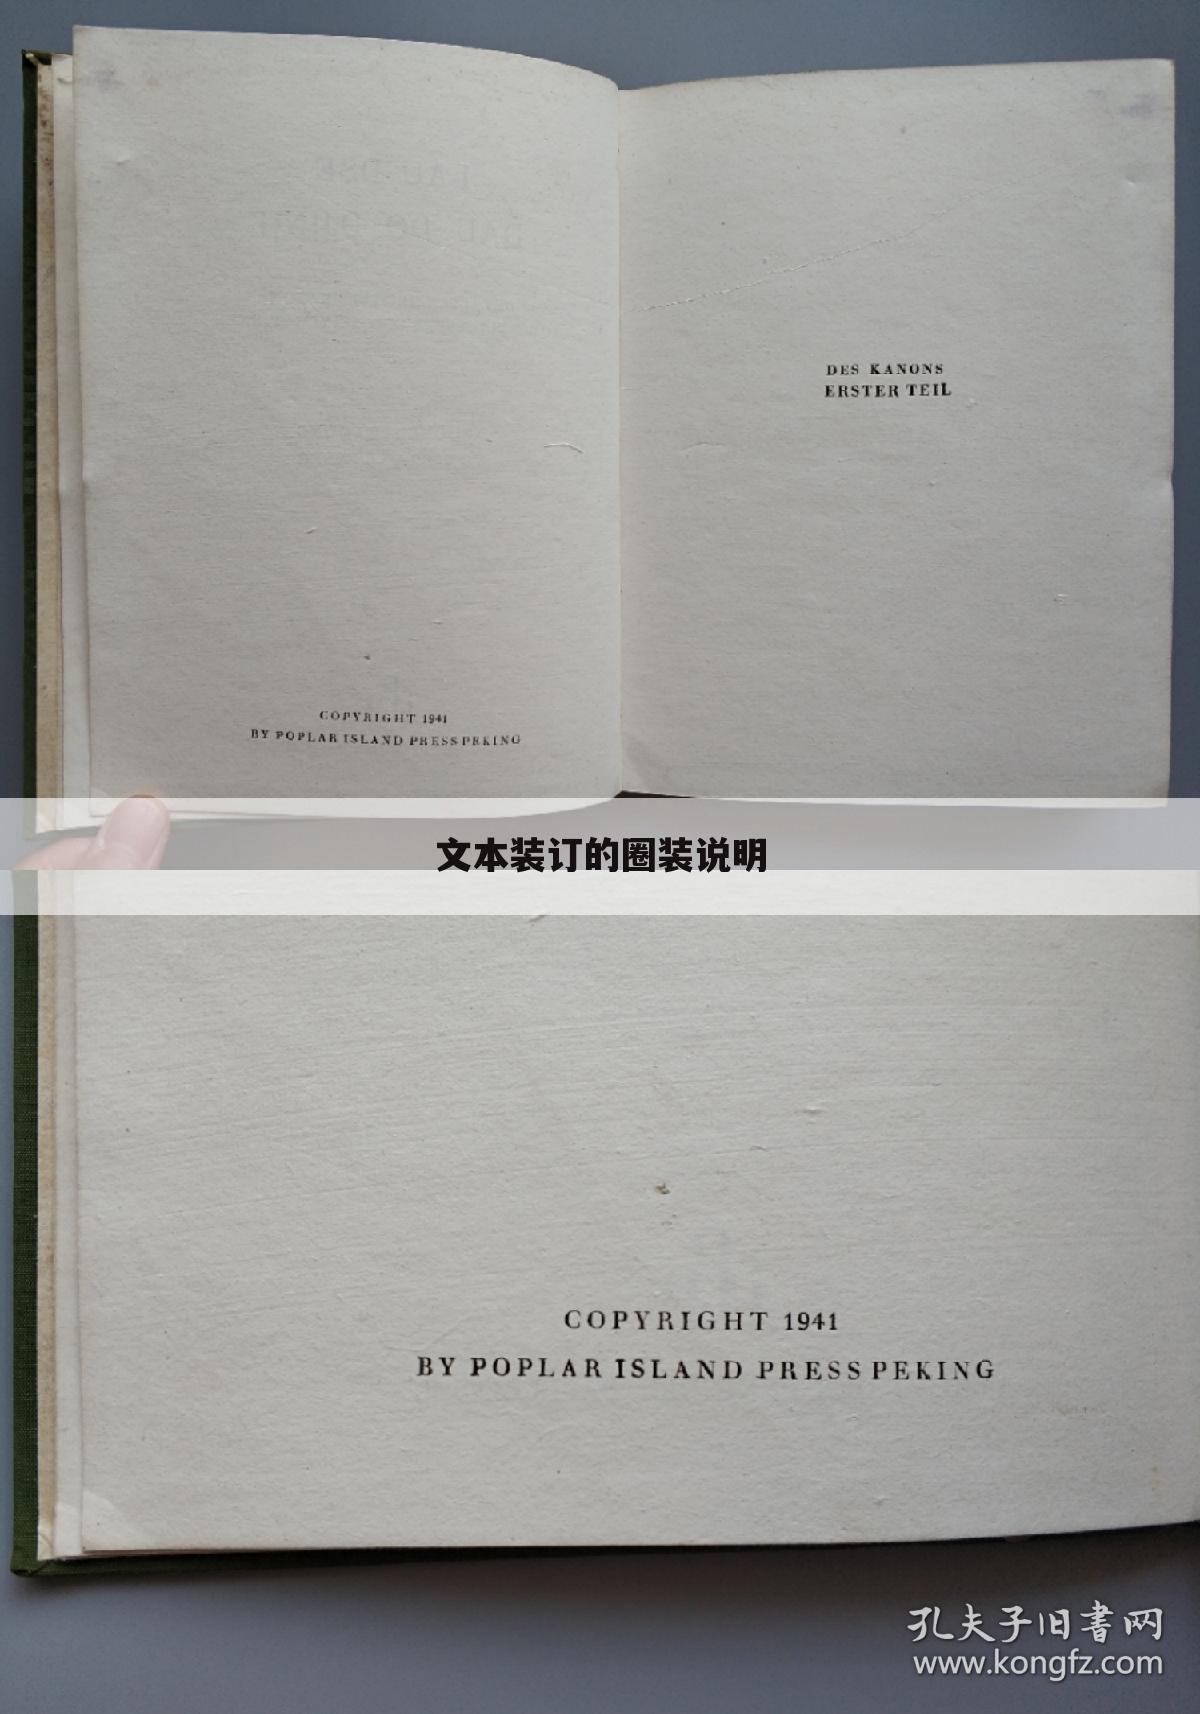 DES KANONS
ERSTER TEIL
COPYRIGHT 1941
BY POPLAR ISLAND PRESS PEKING
文本装订的圈装说明
COPYRIGHT 1941
BY POPLAR ISLAND PRESS PEKING
孔夫子旧书网
www.kongfz.com